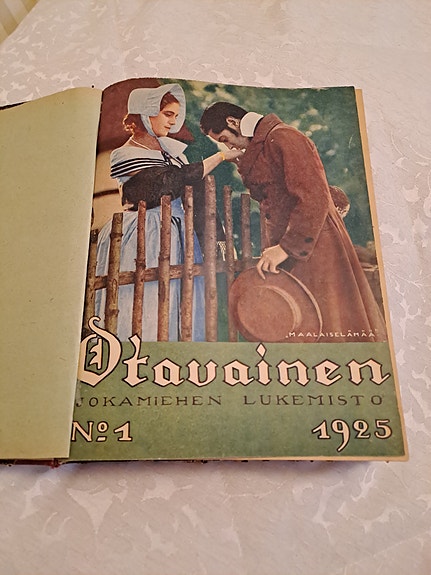 "MAALAISELÄMÄÄ"
Otavainen
JOKAMIEHEN LUKEMISTO
No 1 1925